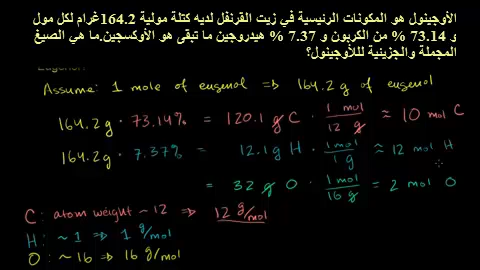 الأوجينول هو المكونات الرئيسية في زيت القرنفل لديه كتلة مولية 164.2غرام لكل مول
و 73.14 % من الكربون و 7.37 % هيدروجين ما تبقى هو الأوكسجين.ما هي الصيغ
المجملة والجزينية لللأوجينول؟
Assume: 1 mole of eugenol => 164.2 g of eugenol
164.2g · 73.14% = 120.1 g C · 1 mol / 12 g ≈ 10 mol C
164.2g · 7.37% = 12.1g H · 1 mol / 1 g ≈ 12 mol H
= 32 g O · 1 mol / 16 g = 2 mol O
C: atom weight ~ 12 => 12 g/mol
H: ~ 1 => 1 g/mol
O: ~ 16 => 16 g/mol